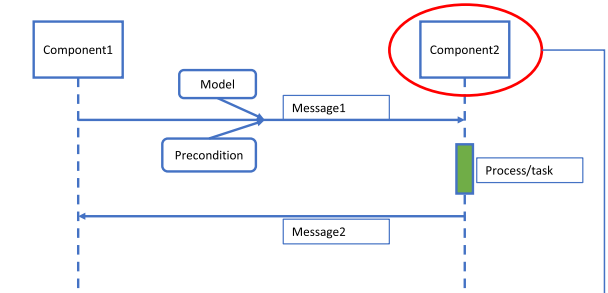 Component1
Component2
Model
Message1
Precondition
Process/task
Message2